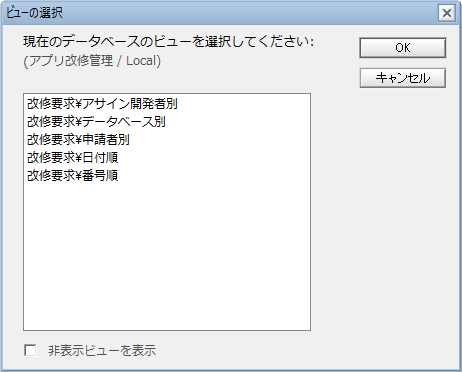 ビューの選択
現在のデータベースのビューを選択してください:
(アプリ改修管理 / Local)
OK
キャンセル
改修要求¥アサイン開発者別
改修要求¥データベース別
改修要求¥申請者別
改修要求¥日付順
改修要求¥番号順
非表示ビューを表示